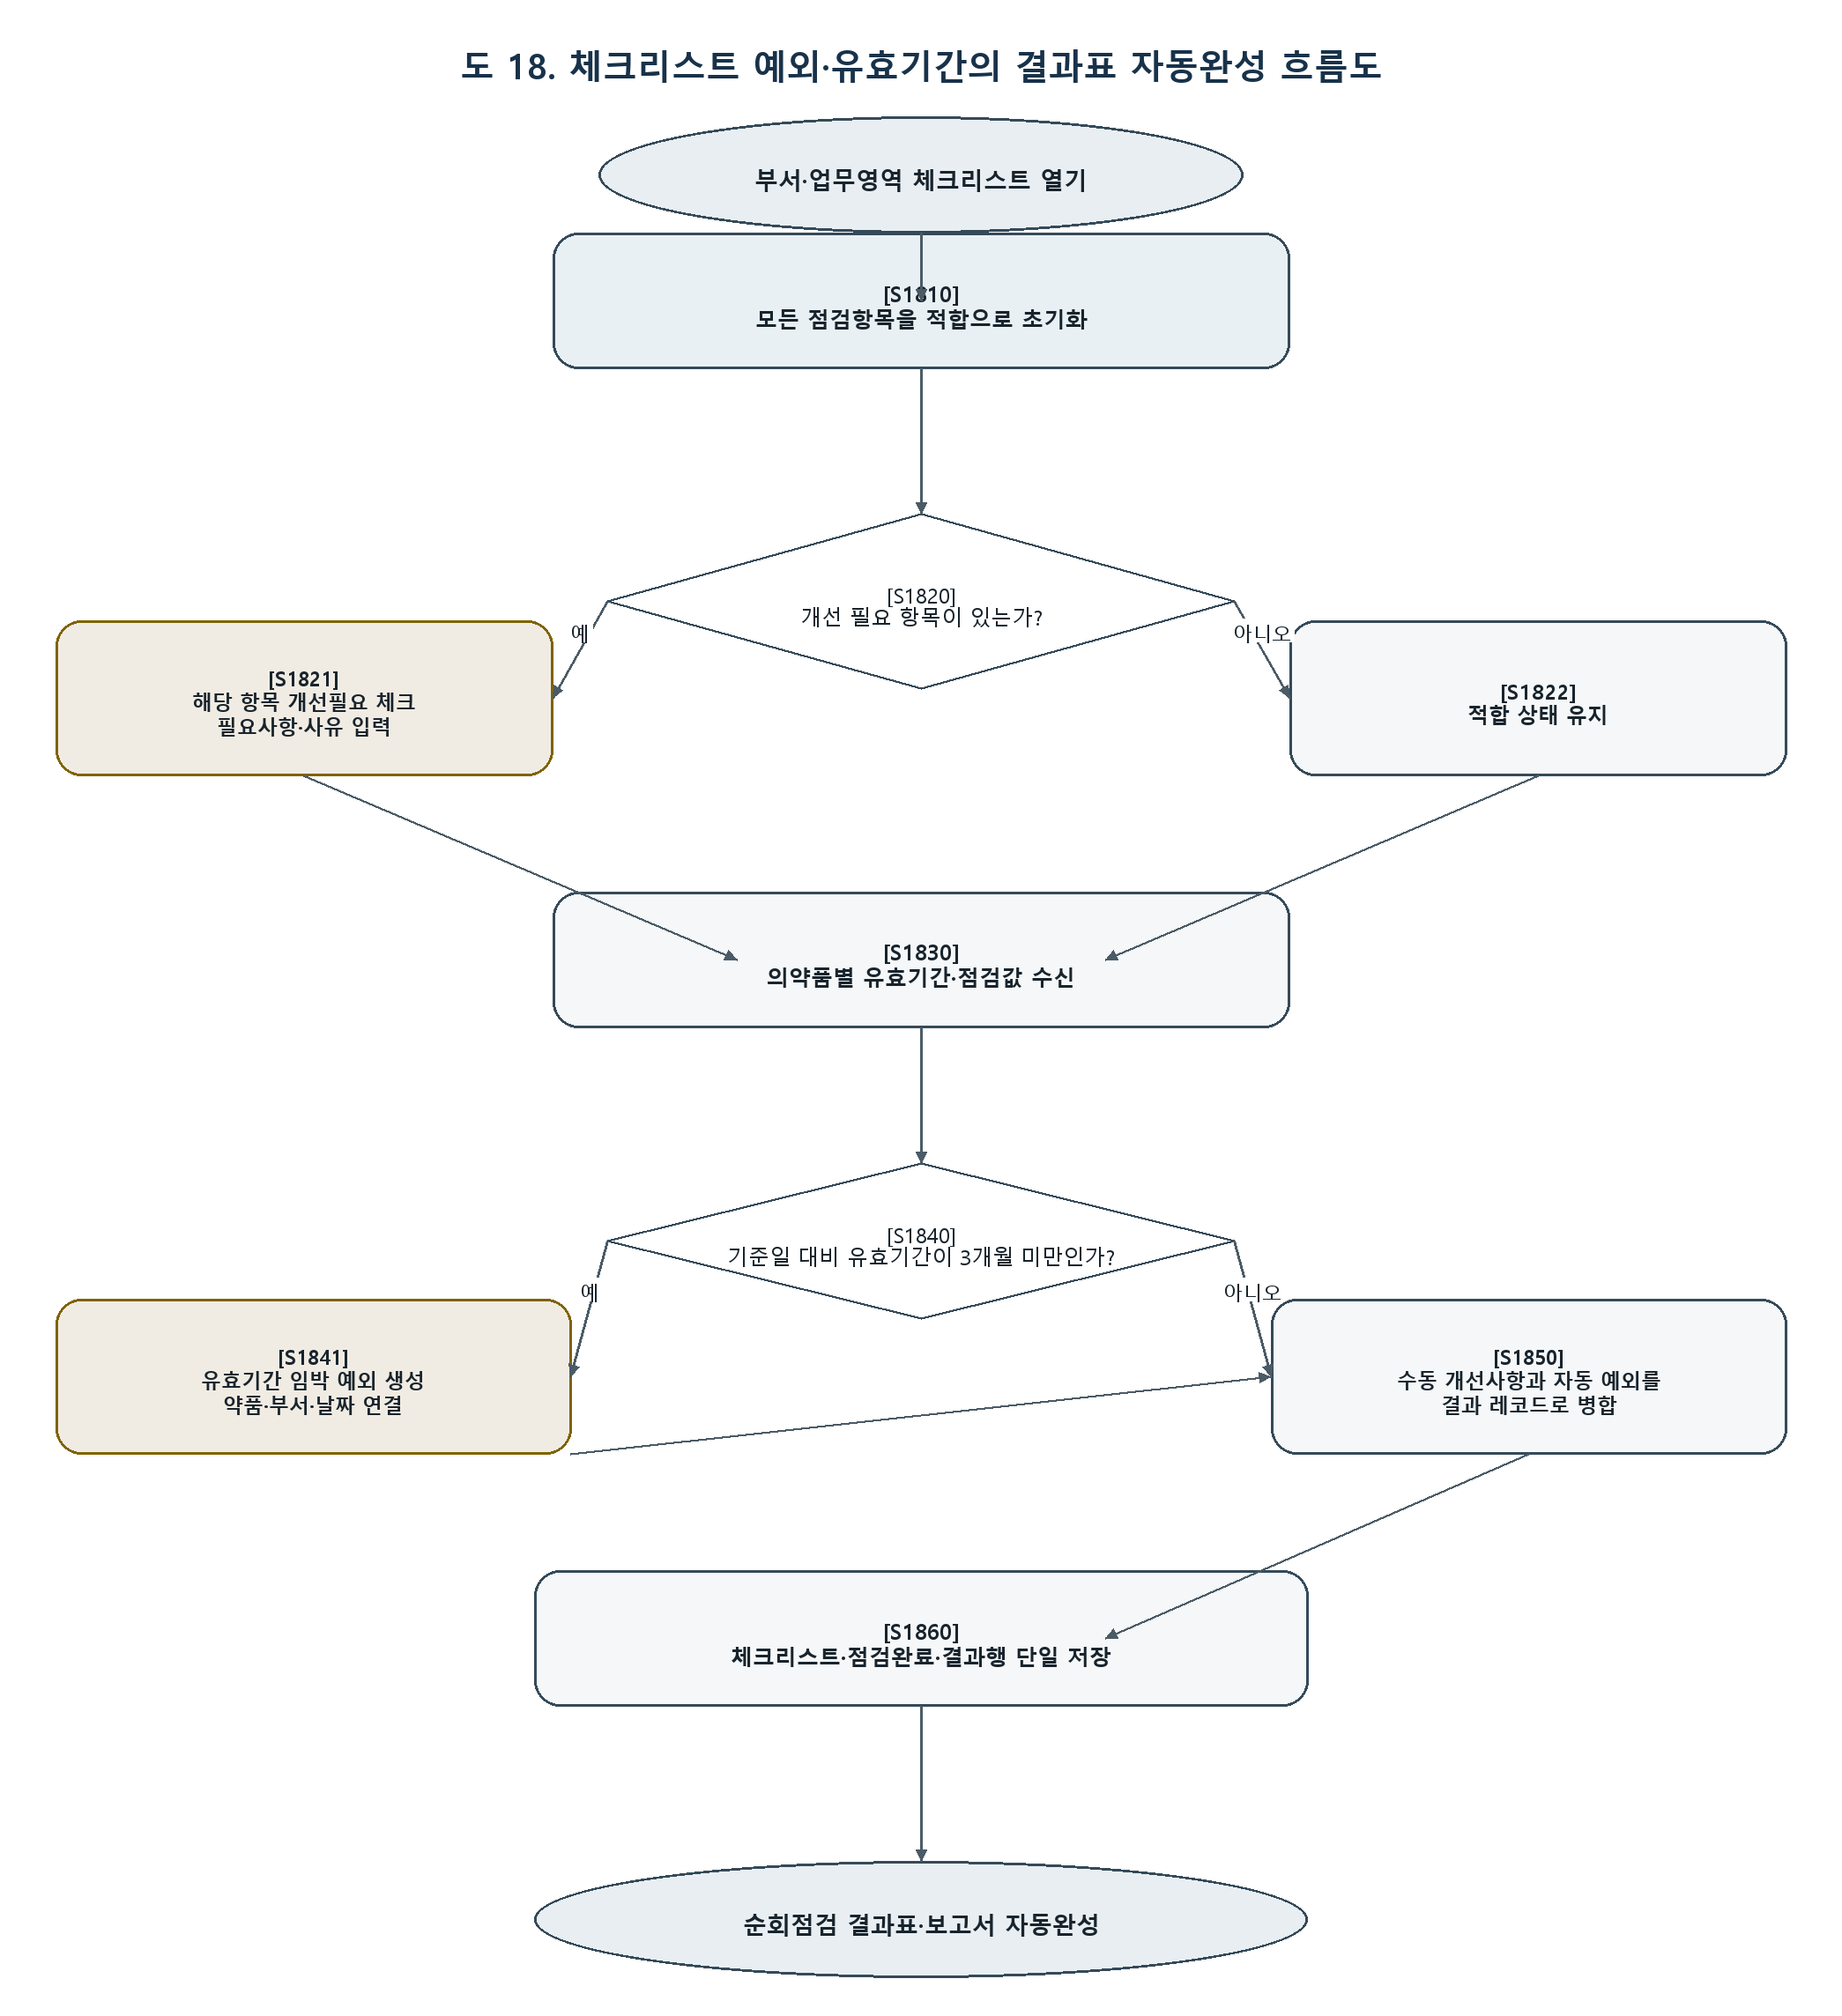 도 18. 체크리스트 예외·유효기간의 결과표 자동완성 흐름도
부서·업무영역 체크리스트 열기
[S1810]
모든 점검항목을 적합으로 초기화
[S1820]
개선 필요 항목이 있는가?
예
아니오
[S1821]
해당 항목 개선필요 체크
필요사항·사유 입력
[S1822]
적합 상태 유지
[S1830]
의약품별 유효기간·점검값 수신
[S1840]
기준일 대비 유효기간이 3개월 미만인가?
예
아니오
[S1841]
유효기간 임박 예외 생성
약품·부서·날짜 연결
[S1850]
수동 개선사항과 자동 예외를
결과 레코드로 병합
[S1860]
체크리스트·점검완료·결과행 단일 저장
순회점검 결과표·보고서 자동완성